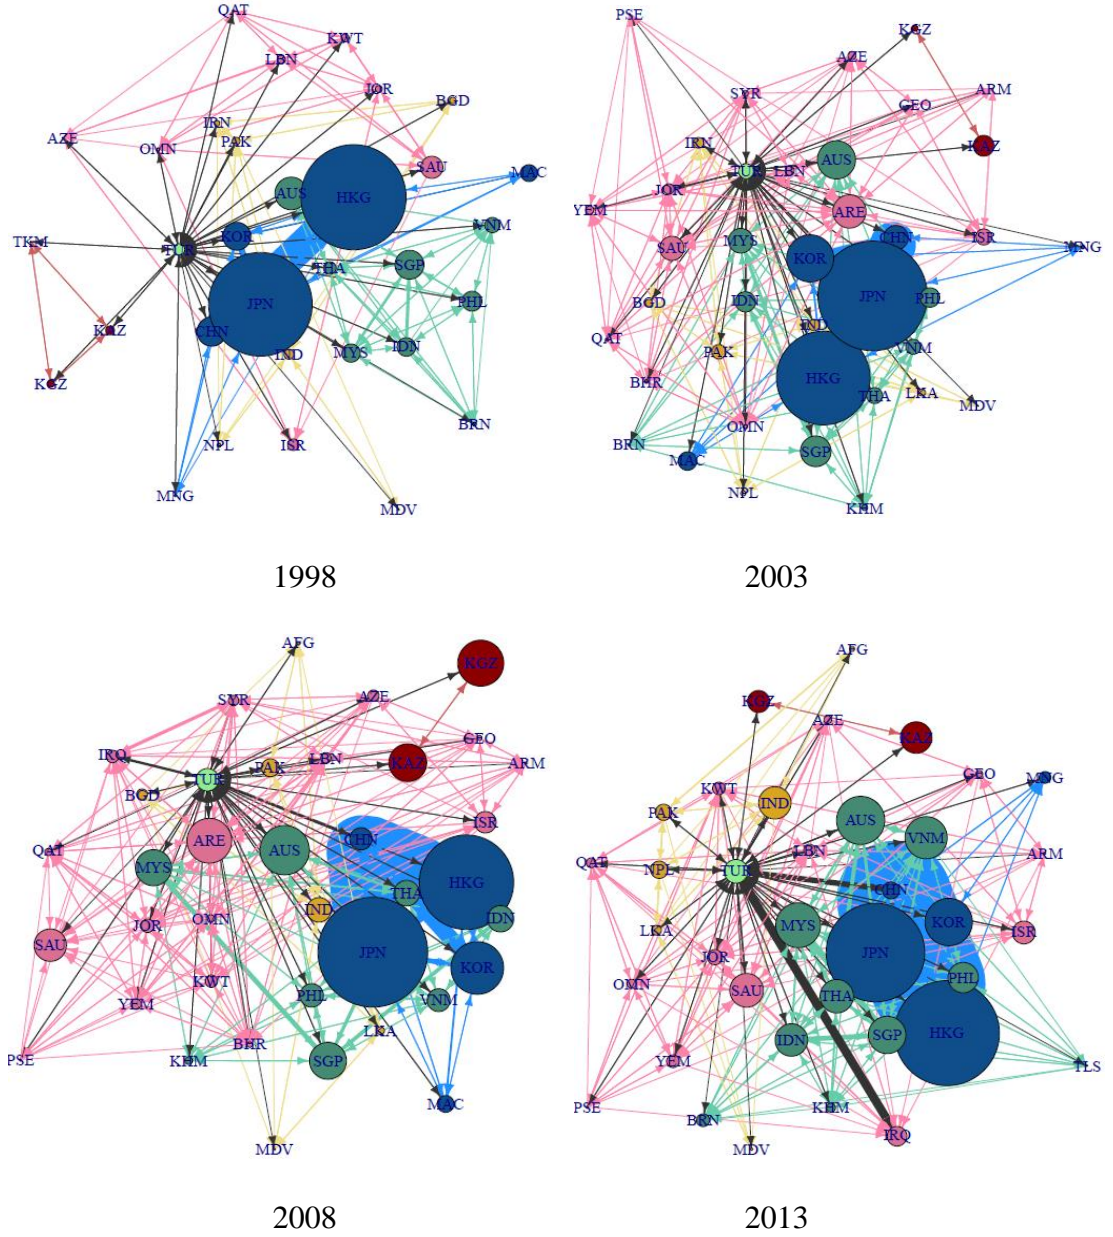 QAT
KWT
LBN
JOR
BGD
IRN
AZE
PAK
OMN
SAU
MAC
AUS
HKG
VNM
KOR
TKM
TUR
SGP
THA
JPN
PHL
KAZ
CHN
IDN
IND
MYS
KGZ
BRN
NPL
ISR
MNG
MDV
1998
PSE
KGZ
AZE
SYR
ARM
GEO
IRN
KAZ
AUS
TUR
LBN
JOR
YEM
ARE
CHN
ISR
SAU
MYS
MNG
KOR
JPN
PHL
BGD
IDN
IND
QAT
PAK
VNM
HKG
BHR
THA
LKA
MDV
OMN
BRN
MAC
SGP
NPL
KHM
2003
AFG
KGZ
SYR
AZE
GEO
IRQ
LBN
KAZ
ARM
PAK
TUR
BGD
ISR
ARE
CHN
QAT
AUS
MYS
HKG
THA
IND
IDN
OMN
JOR
SAU
JPN
KOR
KWT
PHL
VNM
YEM
LKA
BHR
PSE
KHM
SGP
MAC
MDV
2008
AFG
KGZ
AZE
KAZ
GEO
MNG
KWT
IND
PAK
AUS
VNM
LBN
ARM
QAT
NPL
TUR
CHN
KOR
MYS
LKA
ISR
JPN
JOR
PHL
OMN
SAU
THA
SGP
HKG
IDN
YEM
TLS
PSE
KHM
BRN
IRQ
MDV
2013